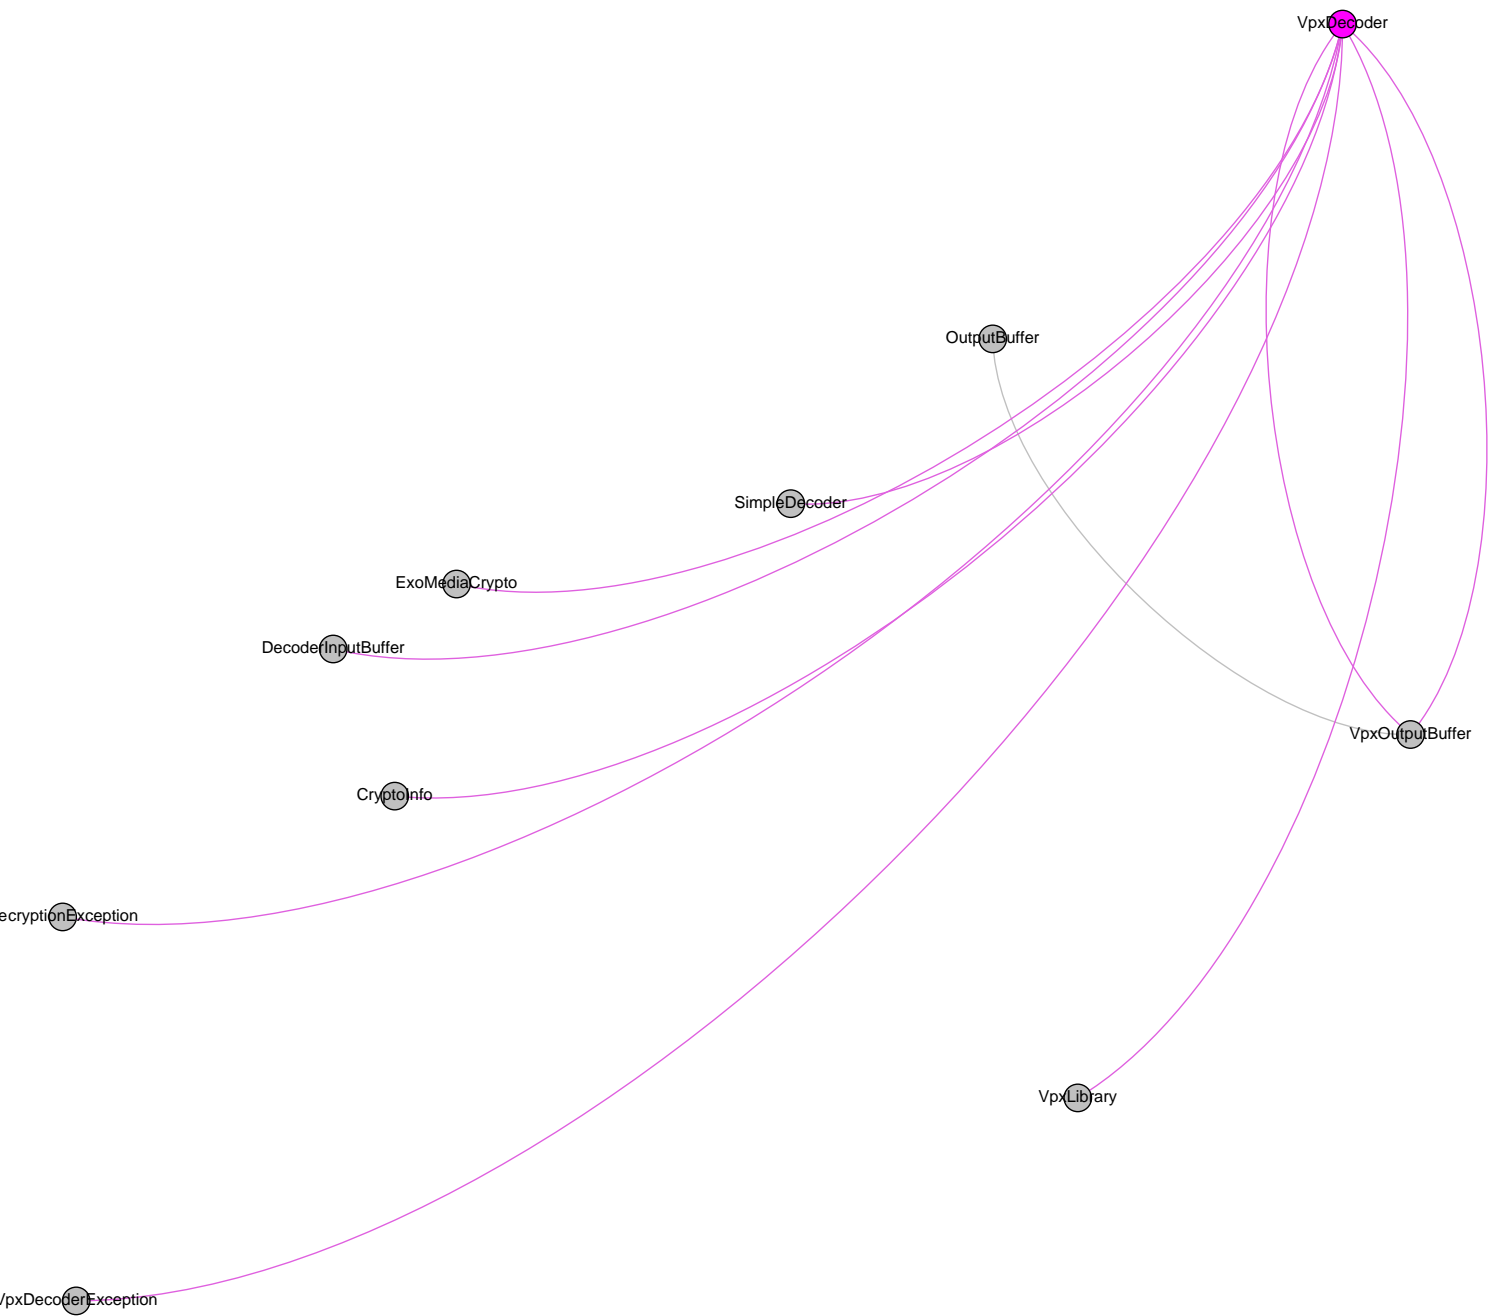 VpxDecoder
OutputBuffer
SimpleDecoder
ExoMediaCrypto
DecoderInputBuffer
VpxOutputBuffer
CryptoInfo
ecryptionException
VpxLibrary
VpxDecoderException